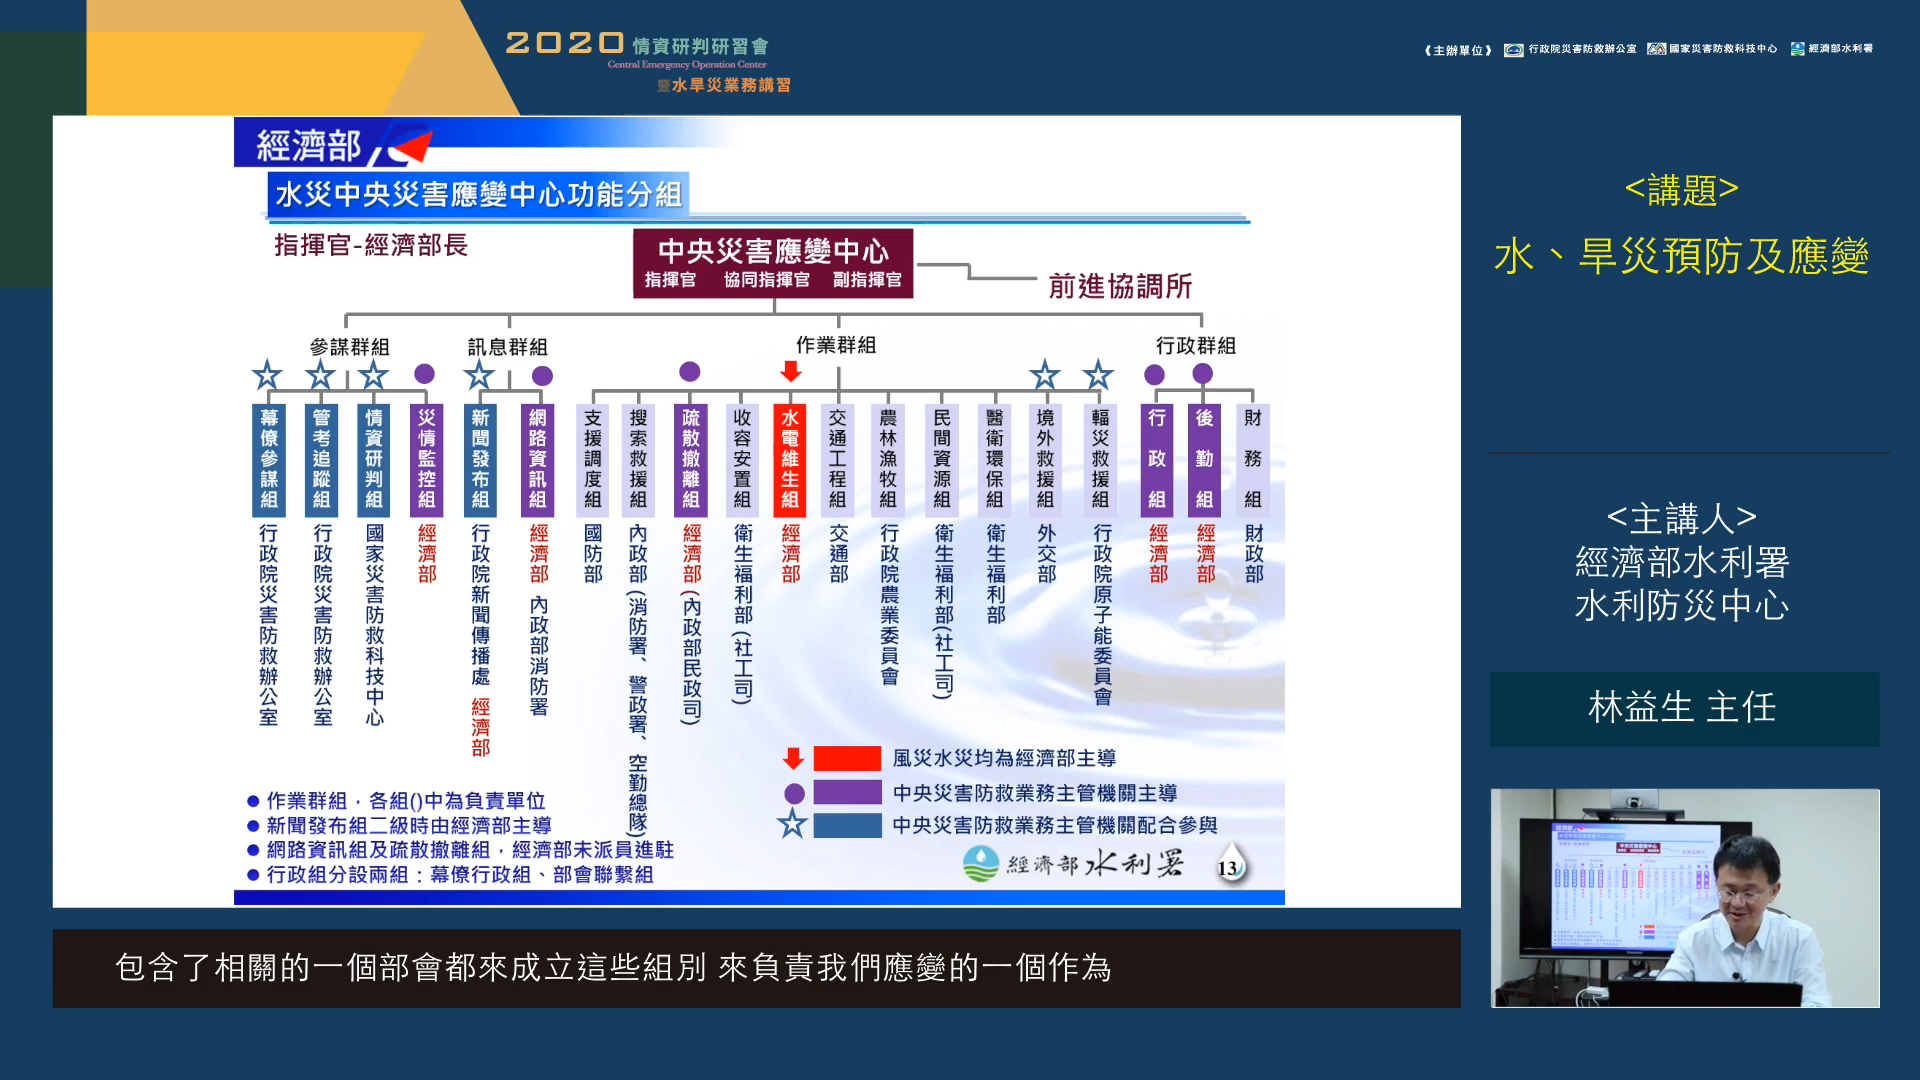 2020 情資研判研習會
Central Emergency Operation Center
暨水旱災業務講習
《主辦單位》 行政院災害防救辦公室 國家災害防救科技中心 經濟部水利署
經濟部
水災中央災害應變中心功能分組
指揮官-經濟部長
中央災害應變中心
指揮官 協同指揮官 副指揮官
前進協調所
參謀群組 訊息群組 作業群組 行政群組
幕僚參謀組 行政院災害防救辦公室
管考追蹤組 行政院災害防救辦公室
情資研判組 國家災害防救科技中心
災情監控組 經濟部
新聞發布組 行政院新聞傳播處 經濟部
網路資訊組 經濟部 內政部消防署
支援調度組 國防部
搜索救援組 內政部(消防署、警政署、空勤總隊)
疏散撤離組 經濟部(內政部民政司)
收容安置組 衛生福利部(社工司)
水電維生組 經濟部
交通工程組 交通部
農林漁牧組 行政院農業委員會
民間資源組 衛生福利部(社工司)
醫衛環保組 衛生福利部
境外救援組 外交部
輻災救援組 行政院原子能委員會
行政組 經濟部
後勤組 經濟部
財務組 財政部
風災水災均為經濟部主導
中央災害防救業務主管機關主導
中央災害防救業務主管機關配合參與
● 作業群組，各組()中為負責單位
● 新聞發布組二級時由經濟部主導
● 網路資訊組及疏散撤離組，經濟部未派員進駐
● 行政組分設兩組：幕僚行政組、部會聯繫組
經濟部水利署 13
<講題>
水、旱災預防及應變
<主講人>
經濟部水利署
水利防災中心
林益生 主任
包含了相關的一個部會都來成立這些組別 來負責我們應變的一個作為